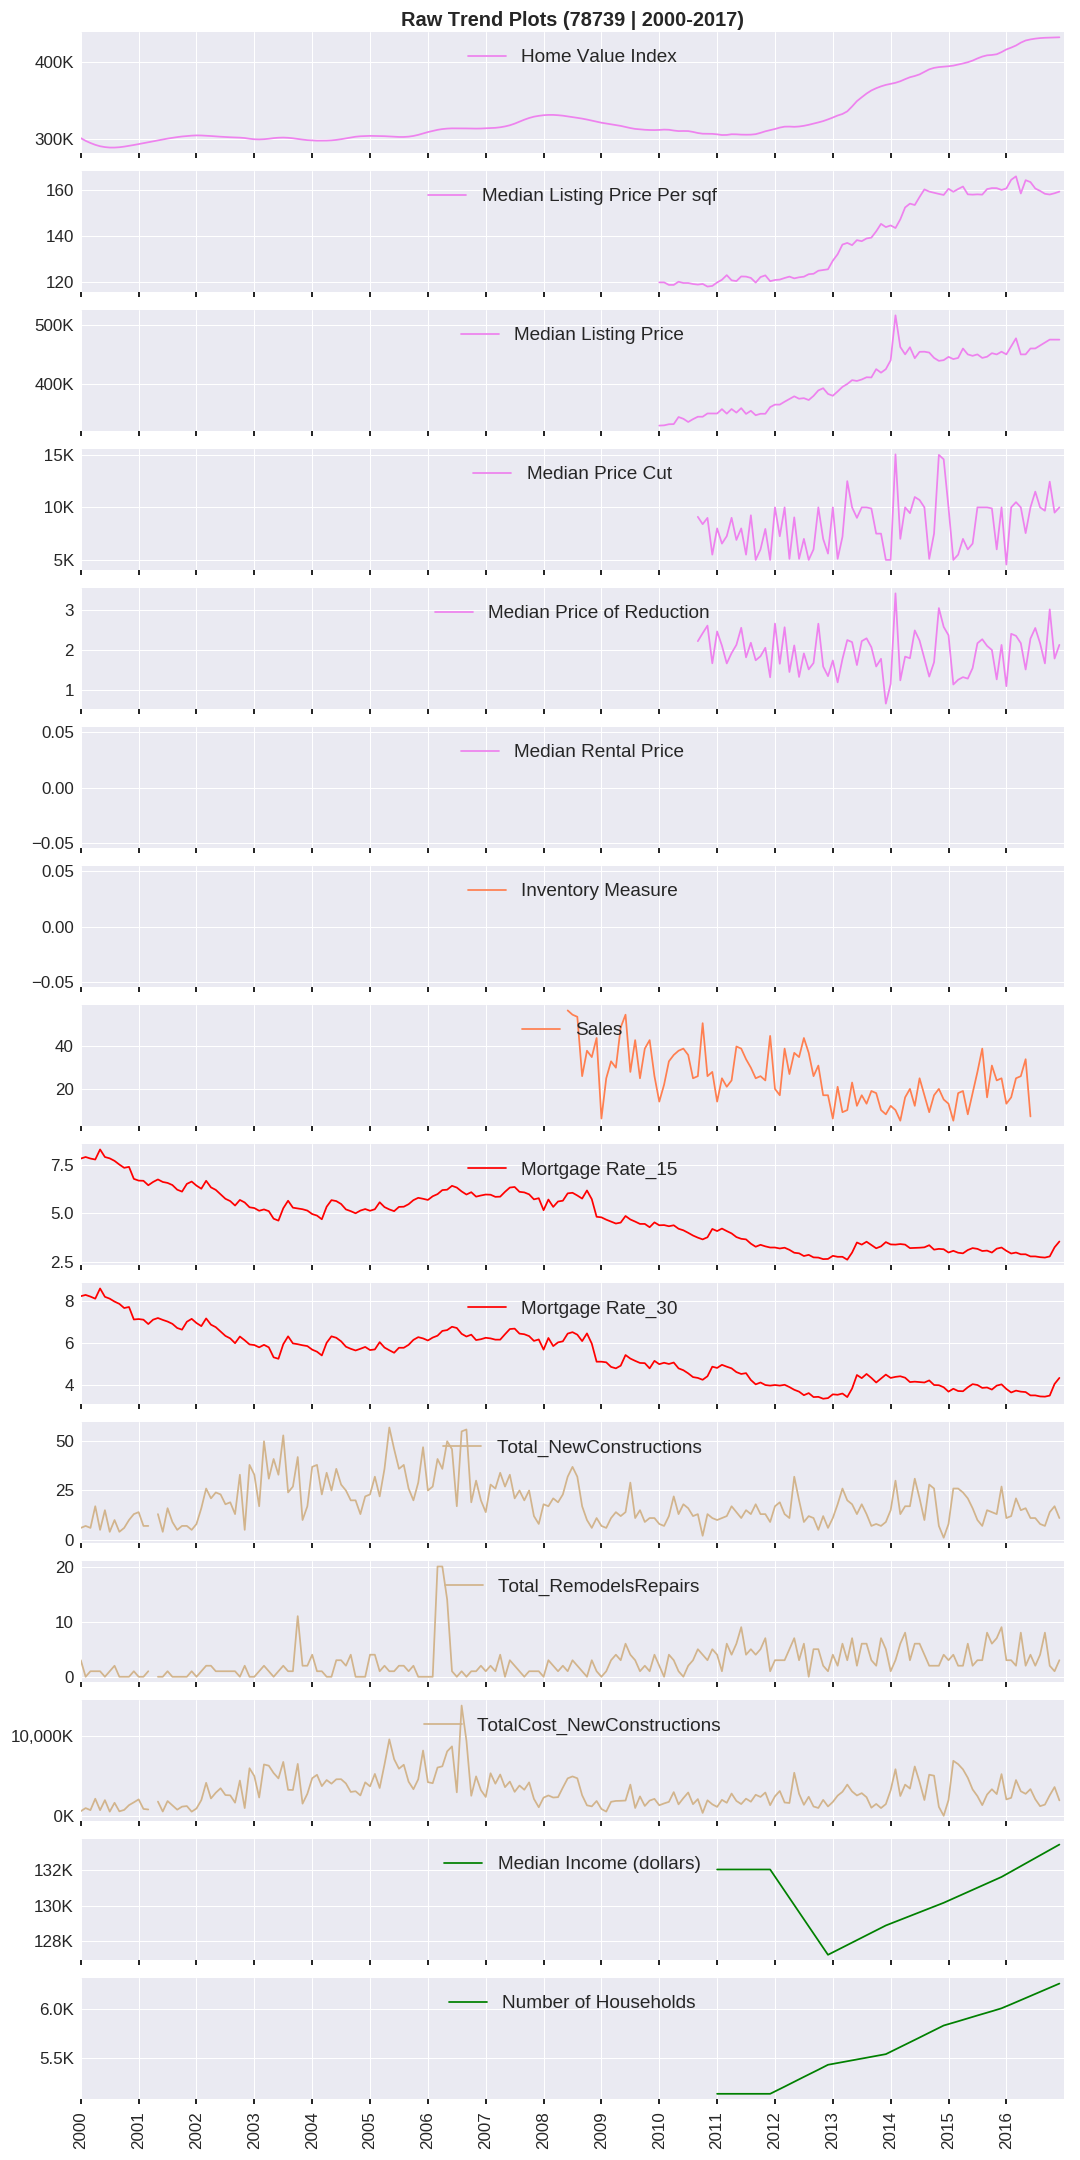 Raw Trend Plots (78739 | 2000-2017)
Home Value Index
400K
300K
Median Listing Price Per sqf
160
140
120
Median Listing Price
500K
400K
Median Price Cut
15K
10K
5K
Median Price of Reduction
3
2
1
Median Rental Price
0.05
0.00
−0.05
Inventory Measure
0.05
0.00
−0.05
Sales
40
20
Mortgage Rate_15
7.5
5.0
2.5
Mortgage Rate_30
8
6
4
Total_NewConstructions
50
25
0
Total_RemodelsRepairs
20
10
0
TotalCost_NewConstructions
10,000K
0K
Median Income (dollars)
132K
130K
128K
Number of Households
6.0K
5.5K
2000 2001 2002 2003 2004 2005 2006 2007 2008 2009 2010 2011 2012 2013 2014 2015 2016